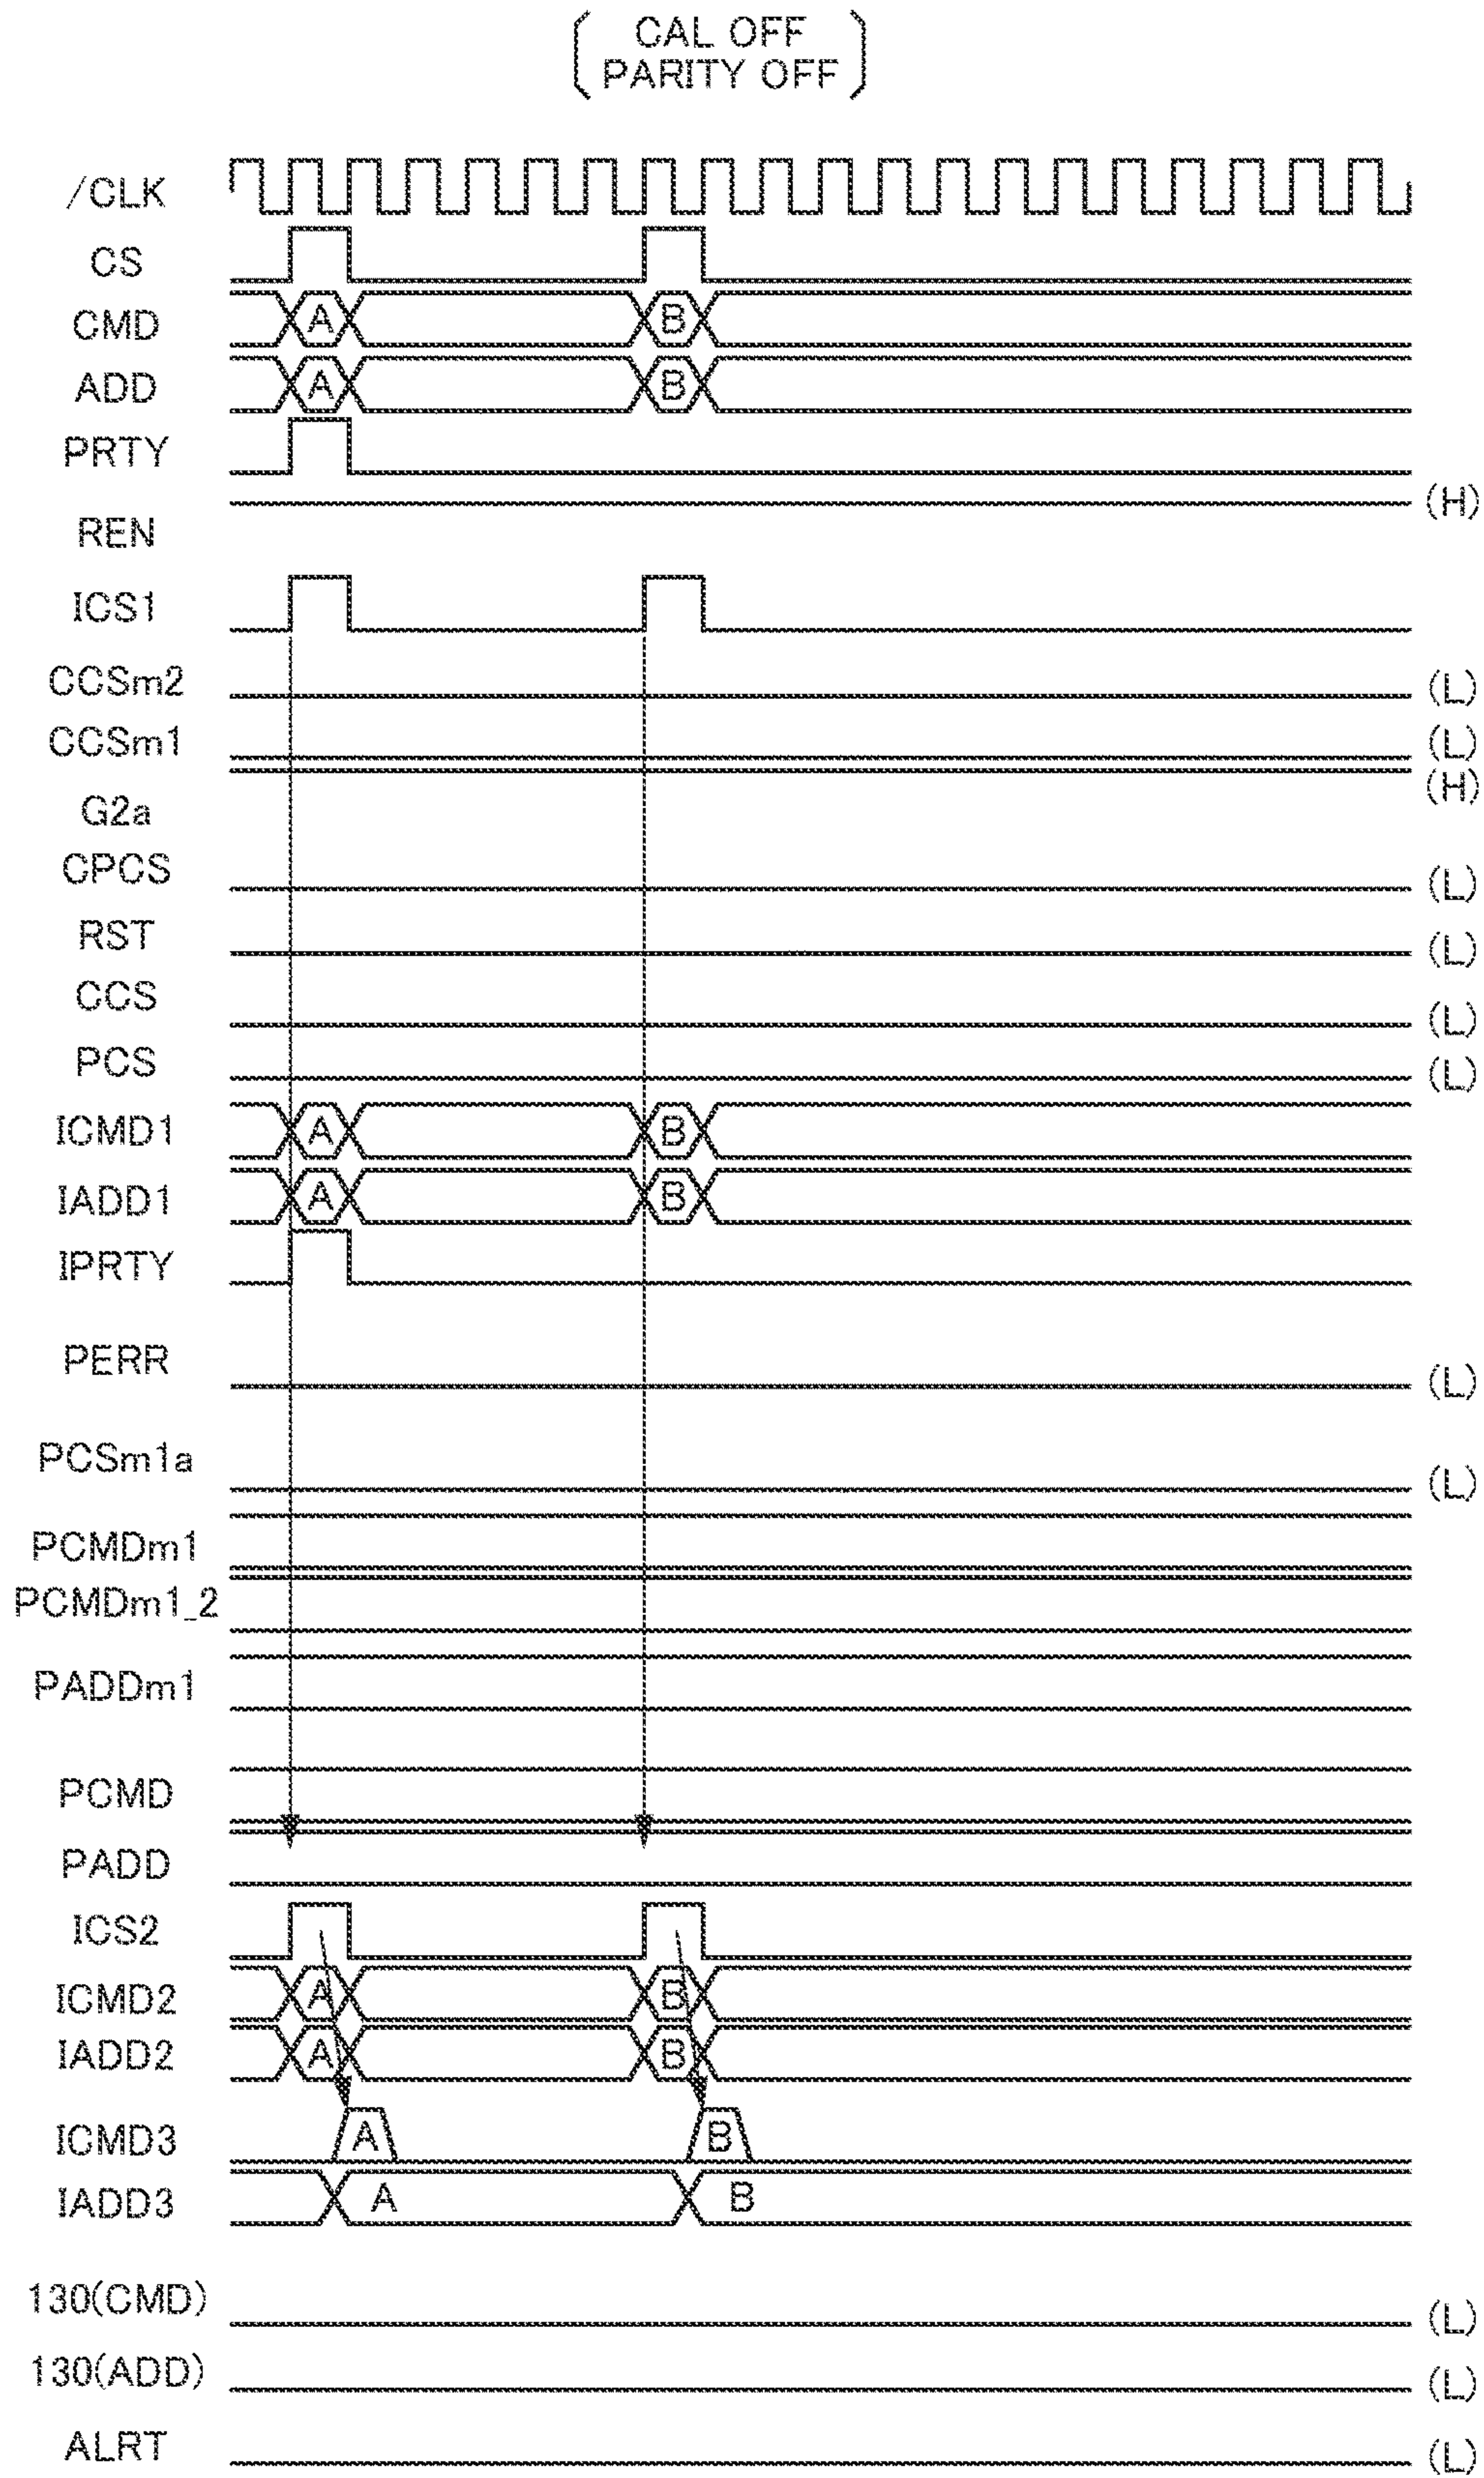 CAL OFF
PARITY OFF
/CLK
CS
CMD A B
ADD A B
PRTY
REN (H)
ICS1
CCSm2 (L)
CCSm1 (L)
G2a (H)
CPCS (L)
RST (L)
CCS (L)
PCS (L)
ICMD1 A B
IADD1 A B
IPRTY
PERR (L)
PCSm1a (L)
PCMDm1
PCMDm1_2
PADDm1
PCMD
PADD
ICS2
ICMD2 A B
IADD2 A B
ICMD3 A B
IADD3 A B
130(CMD) (L)
130(ADD) (L)
ALRT (L)